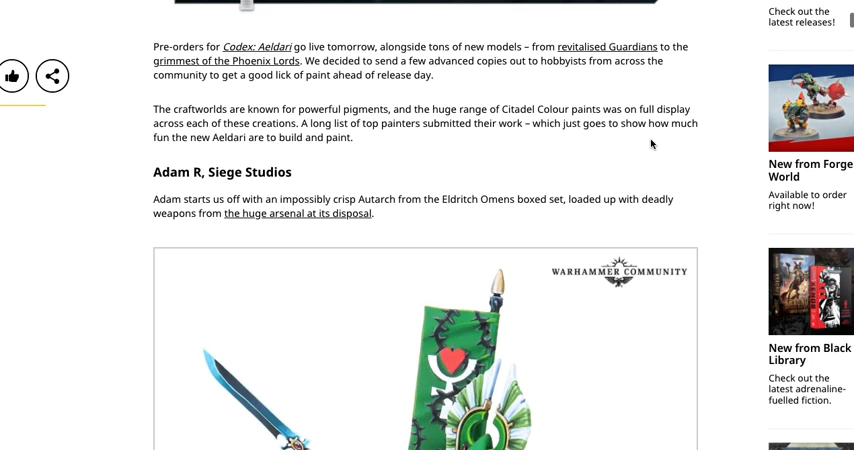 Pre-orders for Codex: Aeldari go live tomorrow, alongside tons of new models – from revitalised Guardians to the
grimmest of the Phoenix Lords. We decided to send a few advanced copies out to hobbyists from across the
community to get a good lick of paint ahead of release day.
The craftworlds are known for powerful pigments, and the huge range of Citadel Colour paints was on full display
across each of these creations. A long list of top painters submitted their work – which just goes to show how much
fun the new Aeldari are to build and paint.
Adam R, Siege Studios
Adam starts us off with an impossibly crisp Autarch from the Eldritch Omens boxed set, loaded up with deadly
weapons from the huge arsenal at its disposal.
WARHAMMER COMMUNITY
Check out the
latest releases!
New from Forge
World
Available to order
right now!
New from Black
Library
Check out the
latest adrenaline-
fuelled fiction.